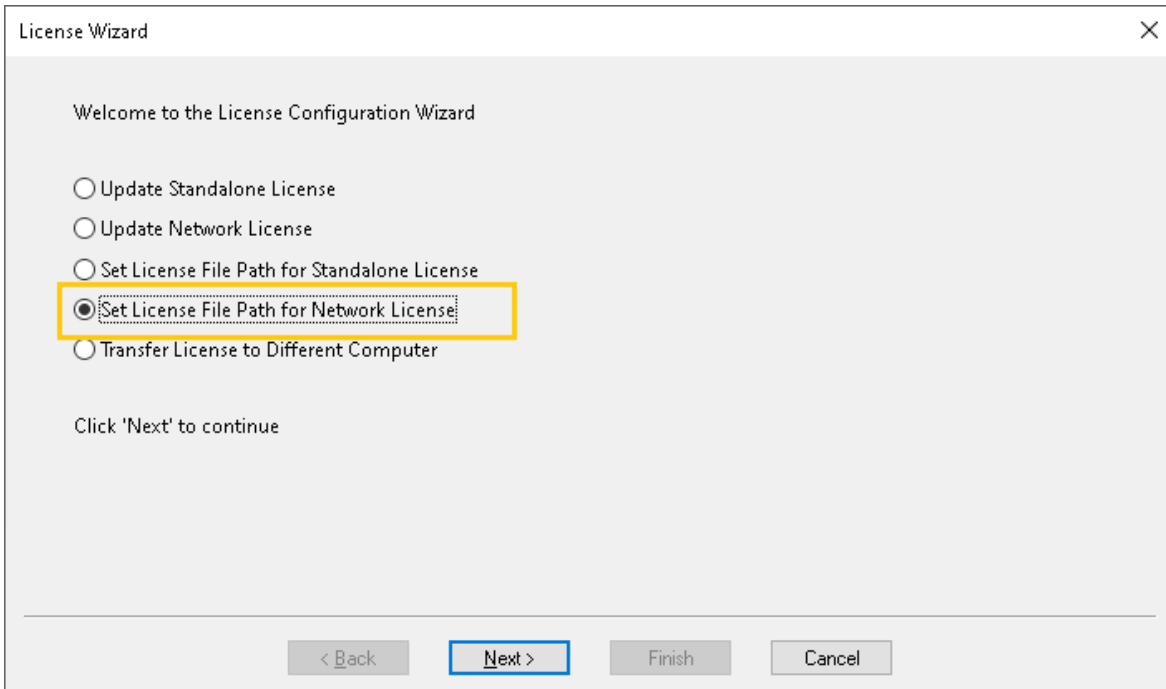 License Wizard
Welcome to the License Configuration Wizard
Update Standalone License
Update Network License
Set License File Path for Standalone License
Set License File Path for Network License
Transfer License to Different Computer
Click 'Next' to continue
< Back Next > Finish Cancel